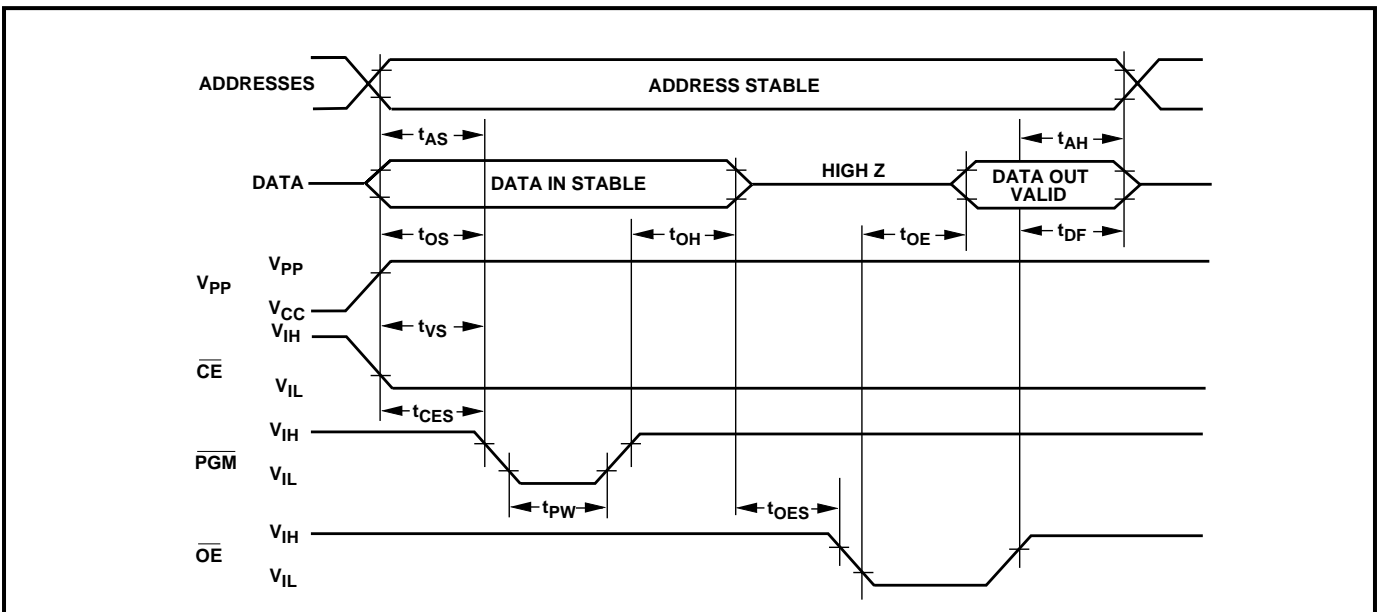 ADDRESSES
ADDRESS STABLE
tAS
tAH
DATA
DATA IN STABLE
HIGH Z
DATA OUT
VALID
tOS
tOH
tOE
tDF
VPP
VPP
VCC
tVS
VIH
CE
VIL
tCES
VIH
PGM
VIL
tPW
tOES
VIH
OE
VIL